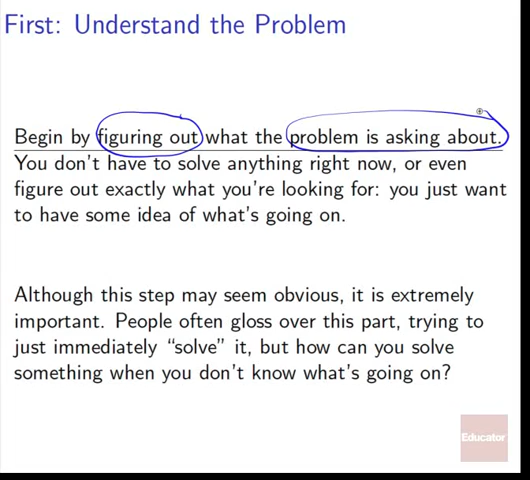 First: Understand the Problem
Begin by figuring out what the problem is asking about.
You don't have to solve anything right now, or even
figure out exactly what you're looking for: you just want
to have some idea of what's going on.
Although this step may seem obvious, it is extremely
important. People often gloss over this part, trying to
just immediately "solve" it, but how can you solve
something when you don't know what's going on?
Educator